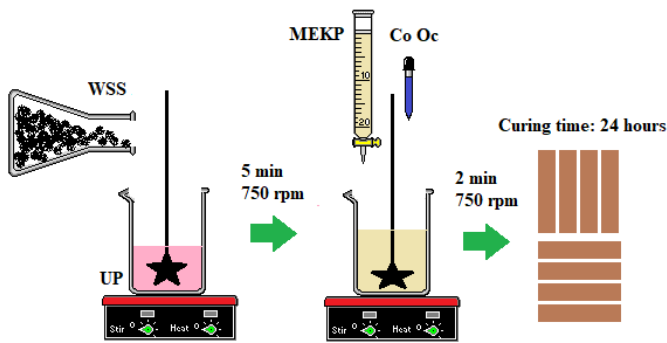 WSS
UP
Stir
Heat
5 min
750 rpm
MEKP
10
20
Co Oc
Stir
Heat
2 min
750 rpm
Curing time: 24 hours